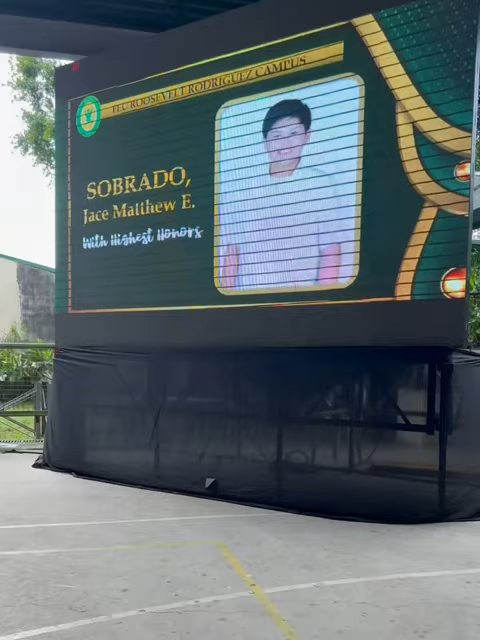 FEU ROOSEVELT RODRIGUEZ CAMPUS
SOBRADO,
Jace Matthew E.
With Highest Honors